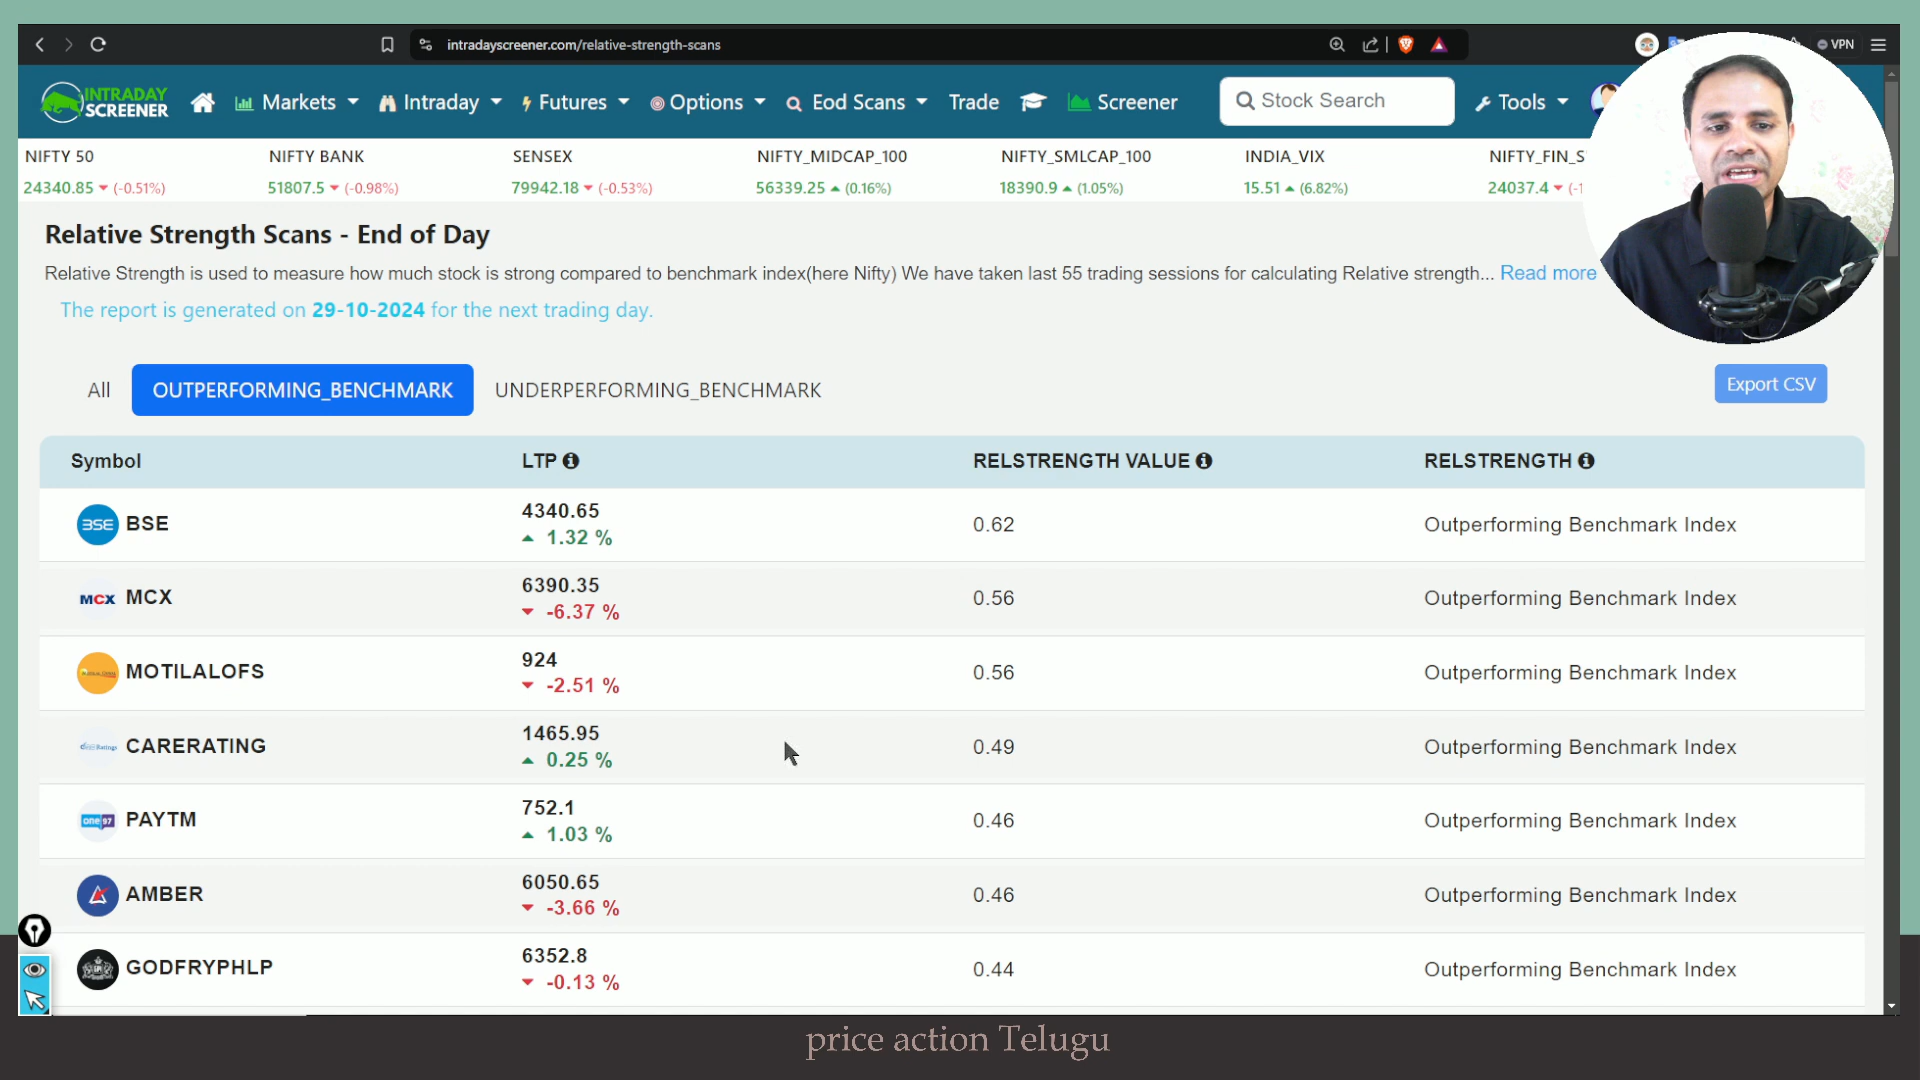 intradayscreener.com/relative-strength-scans
VPN
INTRADAY
SCREENER
Markets
Intraday
Futures
Options
Eod Scans
Trade
Screener
Stock Search
Tools
NIFTY 50
24340.85 (-0.51%)
NIFTY BANK
51807.5 (-0.98%)
SENSEX
79942.18 (-0.53%)
NIFTY_MIDCAP_100
56339.25 (0.16%)
NIFTY_SMLCAP_100
18390.9 (1.05%)
INDIA_VIX
15.51 (6.82%)
NIFTY_FIN_S
24037.4 (-1
Relative Strength Scans - End of Day
Relative Strength is used to measure how much stock is strong compared to benchmark index(here Nifty) We have taken last 55 trading sessions for calculating Relative strength... Read more
The report is generated on 29-10-2024 for the next trading day.
All
OUTPERFORMING_BENCHMARK
UNDERPERFORMING_BENCHMARK
Export CSV
Symbol
LTP
RELSTRENGTH VALUE
RELSTRENGTH
BSE
BSE
4340.65
1.32 %
0.62
Outperforming Benchmark Index
MCX
MCX
6390.35
-6.37 %
0.56
Outperforming Benchmark Index
MOTILALOFS
924
-2.51 %
0.56
Outperforming Benchmark Index
CARERATING
1465.95
0.25 %
0.49
Outperforming Benchmark Index
one 97
PAYTM
752.1
1.03 %
0.46
Outperforming Benchmark Index
AMBER
6050.65
-3.66 %
0.46
Outperforming Benchmark Index
GODFRYPHLP
6352.8
-0.13 %
0.44
Outperforming Benchmark Index
price action Telugu